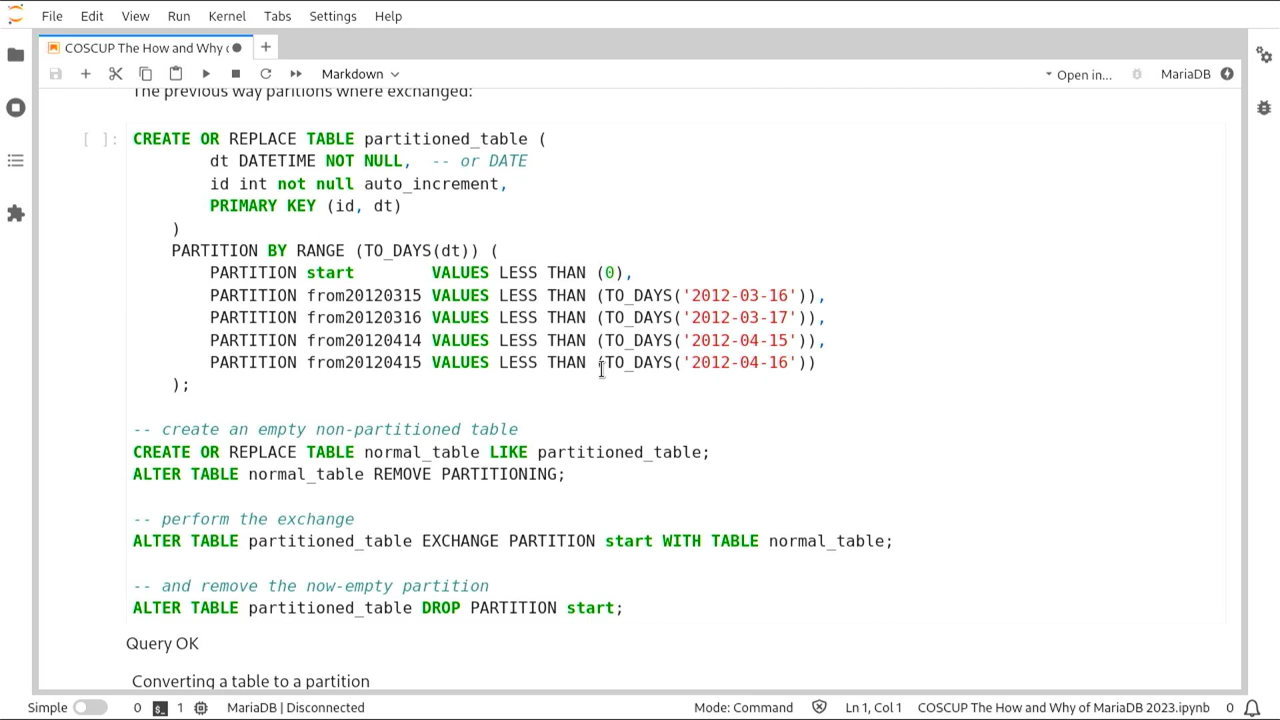 File Edit View Run Kernel Tabs Settings Help
COSCUP The How and Why
Markdown Open in... MariaDB
The previous way paritions where exchanged:
[ ]: CREATE OR REPLACE TABLE partitioned_table (
dt DATETIME NOT NULL, -- or DATE
id int not null auto_increment,
PRIMARY KEY (id, dt)
)
PARTITION BY RANGE (TO_DAYS(dt)) (
PARTITION start VALUES LESS THAN (0),
PARTITION from20120315 VALUES LESS THAN (TO_DAYS('2012-03-16')),
PARTITION from20120316 VALUES LESS THAN (TO_DAYS('2012-03-17')),
PARTITION from20120414 VALUES LESS THAN (TO_DAYS('2012-04-15')),
PARTITION from20120415 VALUES LESS THAN (TO_DAYS('2012-04-16'))
);
-- create an empty non-partitioned table
CREATE OR REPLACE TABLE normal_table LIKE partitioned_table;
ALTER TABLE normal_table REMOVE PARTITIONING;
-- perform the exchange
ALTER TABLE partitioned_table EXCHANGE PARTITION start WITH TABLE normal_table;
-- and remove the now-empty partition
ALTER TABLE partitioned_table DROP PARTITION start;
Query OK
Converting a table to a partition
Simple 0 1 MariaDB | Disconnected Mode: Command Ln 1, Col 1 COSCUP The How and Why of MariaDB 2023.ipynb 0